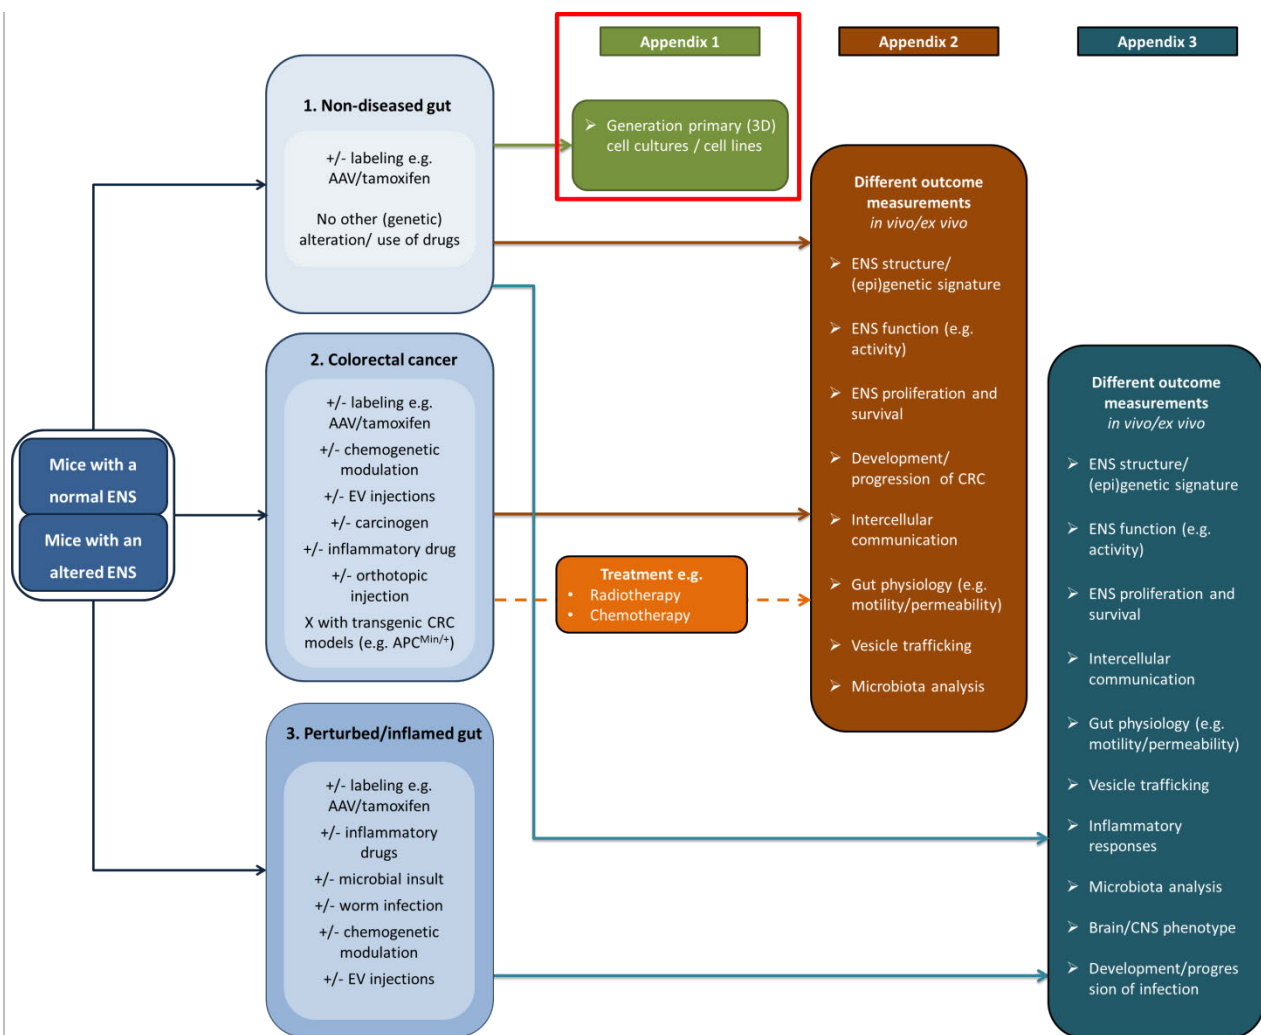 Appendix 1
Appendix 2
Appendix 3
1. Non-diseased gut
+/- labeling e.g.
AAV/tamoxifen
No other (genetic)
alteration/ use of drugs
➢ Generation primary (3D)
cell cultures / cell lines
Mice with a
normal ENS
Mice with an
altered ENS
2. Colorectal cancer
+/- labeling e.g.
AAV/tamoxifen
+/- chemogenetic
modulation
+/- EV injections
+/- carcinogen
+/- inflammatory drug
+/- orthotopic
injection
X with transgenic CRC
models (e.g. APCMin/+)
Treatment e.g.
• Radiotherapy
• Chemotherapy
3. Perturbed/inflamed gut
+/- labeling e.g.
AAV/tamoxifen
+/- inflammatory
drugs
+/- microbial insult
+/- worm infection
+/- chemogenetic
modulation
+/- EV injections
Different outcome
measurements
in vivo/ex vivo
➢ ENS structure/
(epi)genetic signature
➢ ENS function (e.g.
activity)
➢ ENS proliferation and
survival
➢ Development/
progression of CRC
➢ Intercellular
communication
➢ Gut physiology (e.g.
motility/permeability)
➢ Vesicle trafficking
➢ Microbiota analysis
Different outcome
measurements
in vivo/ex vivo
➢ ENS structure/
(epi)genetic signature
➢ ENS function (e.g.
activity)
➢ ENS proliferation and
survival
➢ Intercellular
communication
➢ Gut physiology (e.g.
motility/permeability)
➢ Vesicle trafficking
➢ Inflammatory
responses
➢ Microbiota analysis
➢ Brain/CNS phenotype
➢ Development/progres
sion of infection